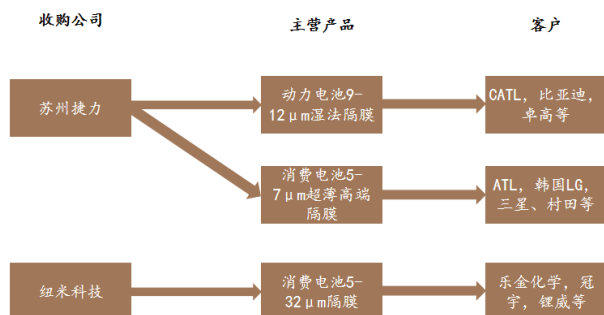 收购公司
主营产品
客户
苏州捷力
动力电池9-
12μm湿法隔膜
CATL，比亚迪，
卓高等
消费电池5-
7μm超薄高端
隔膜
ATL，韩国LG，
三星、村田等
纽米科技
消费电池5-
32μm隔膜
乐金化学，冠
宇，锂威等